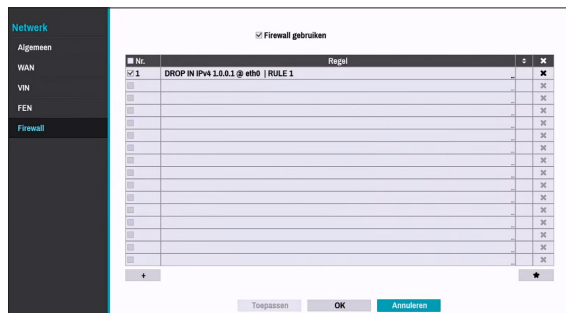 Netwerk
Algemeen
WAN
VIN
FEN
Firewall
Firewall gebruiken
Nr. Regel
1 DROP IN IPv4 1.0.0.1 @ eth0 | RULE 1 ...
+
Toepassen OK Annuleren